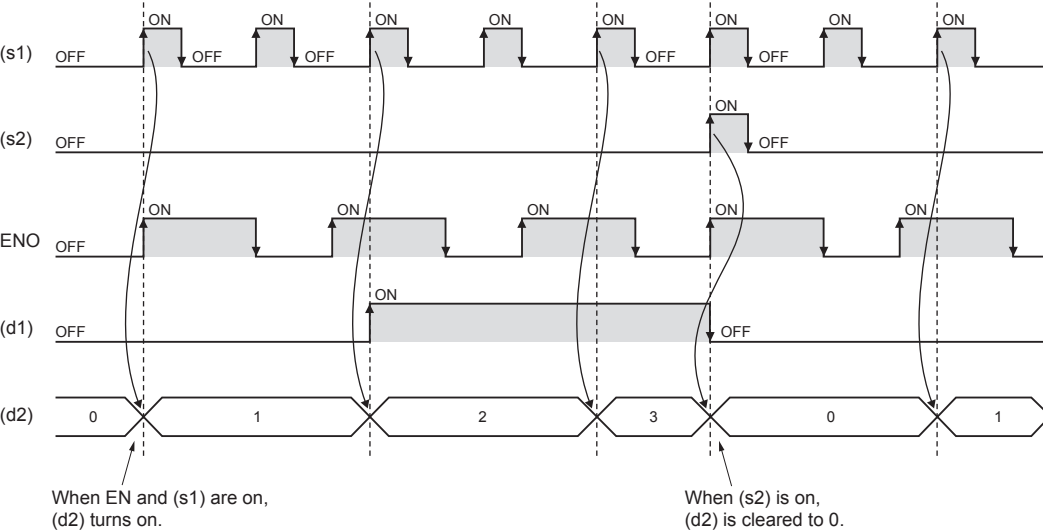 ON ON ON ON ON ON ON ON
(s1) OFF OFF OFF OFF OFF
ON
(s2) OFF OFF
ON ON ON ON ON
ENO OFF
ON
(d1) OFF OFF
(d2) 0 1 2 3 0 1
When EN and (s1) are on,
(d2) turns on.
When (s2) is on,
(d2) is cleared to 0.